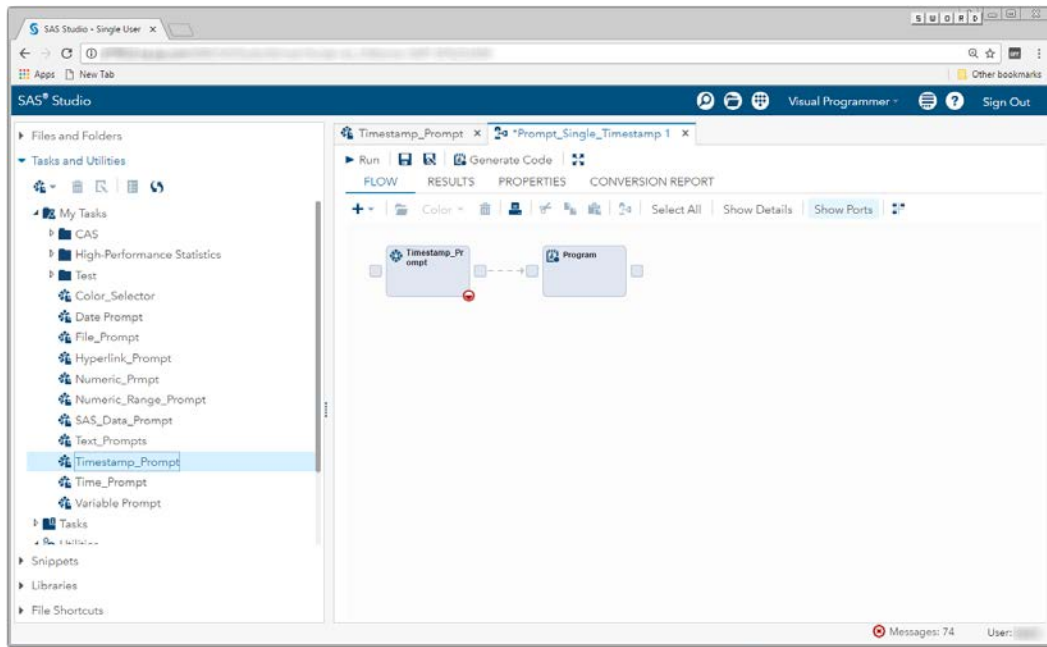 S W O R D
SAS Studio - Single User
Apps New Tab Other bookmarks
SAS® Studio Visual Programmer Sign Out
Files and Folders
Tasks and Utilities
My Tasks
CAS
High-Performance Statistics
Test
Color_Selector
Date Prompt
File_Prompt
Hyperlink_Prompt
Numeric_Prmpt
Numeric_Range_Prompt
SAS_Data_Prompt
Text_Prompts
Timestamp_Prompt
Time_Prompt
Variable Prompt
Tasks
Utilities
Snippets
Libraries
File Shortcuts
Timestamp_Prompt *Prompt_Single_Timestamp 1
Run Generate Code
FLOW RESULTS PROPERTIES CONVERSION REPORT
Color Select All Show Details Show Ports
Timestamp_Pr
ompt
Program
Messages: 74 User: